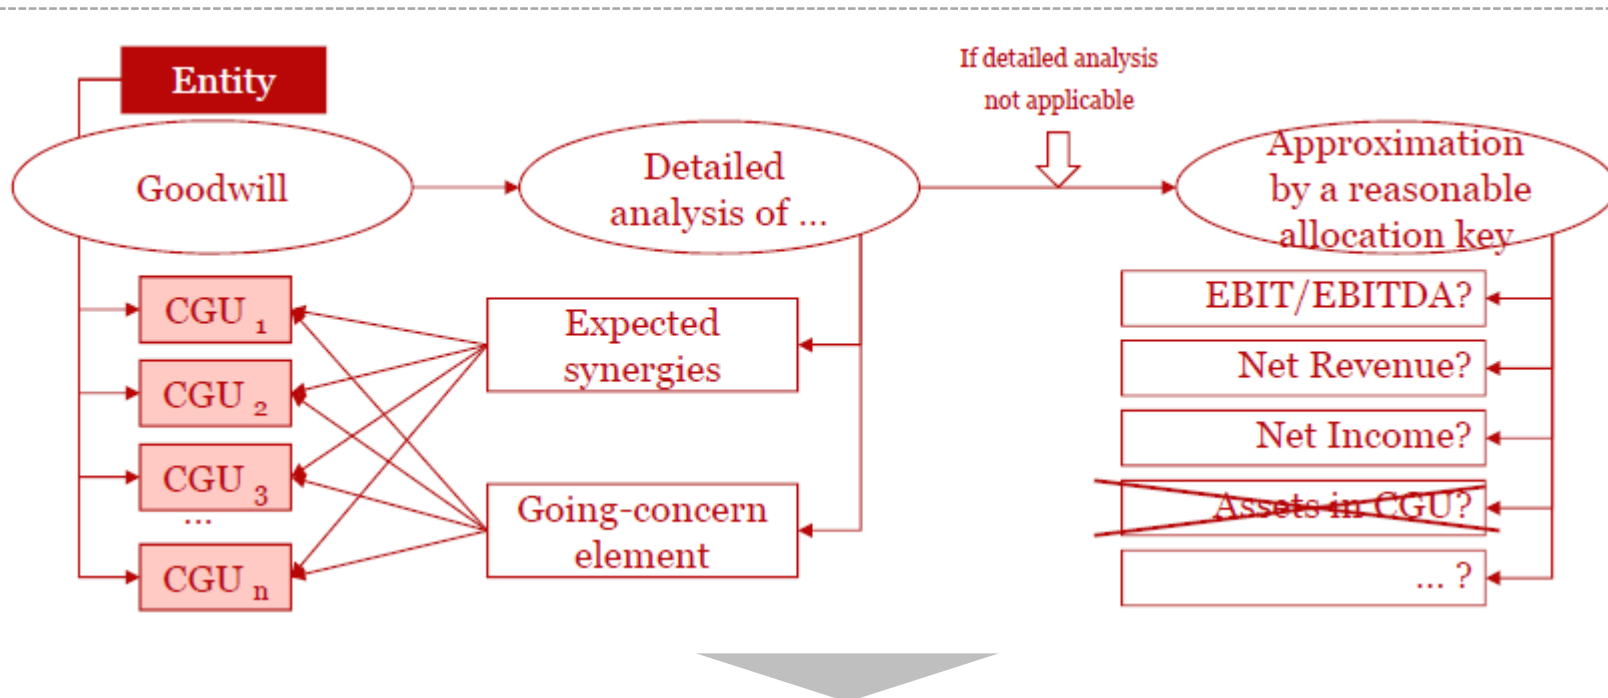 Entity
If detailed analysis
not applicable
Goodwill
Detailed
analysis of ...
Approximation
by a reasonable
allocation key
CGU 1
CGU 2
CGU 3
...
CGU n
Expected
synergies
Going-concern
element
EBIT/EBITDA?
Net Revenue?
Net Income?
Assets in CGU?
... ?